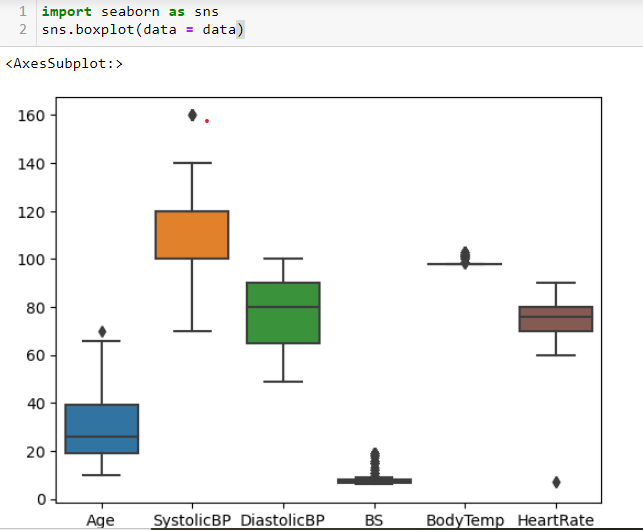 1 import seaborn as sns
2 sns.boxplot(data = data)
<AxesSubplot:>
160
140
120
100
80
60
40
20
0
Age SystolicBP DiastolicBP BS BodyTemp HeartRate